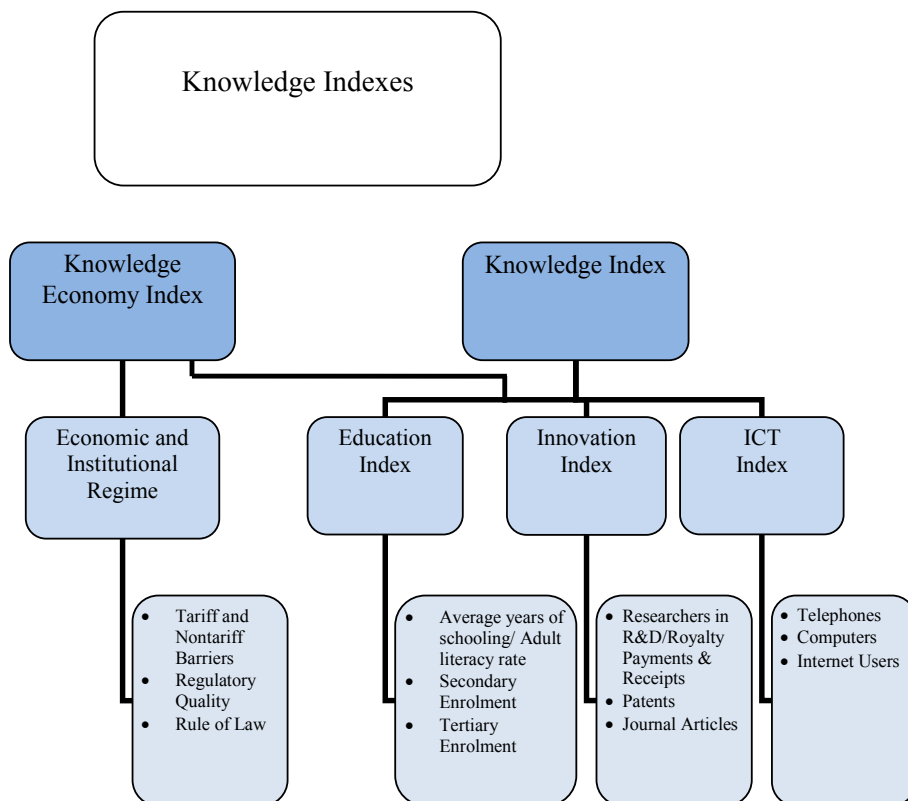 Knowledge Indexes
Knowledge
Economy Index
Knowledge Index
Economic and
Institutional
Regime
Education
Index
Innovation
Index
ICT
Index
• Tariff and
Nontariff
Barriers
• Regulatory
Quality
• Rule of Law
• Average years of
schooling/ Adult
literacy rate
• Secondary
Enrolment
• Tertiary
Enrolment
• Researchers in
R&D/Royalty
Payments &
Receipts
• Patents
• Journal Articles
• Telephones
• Computers
• Internet Users